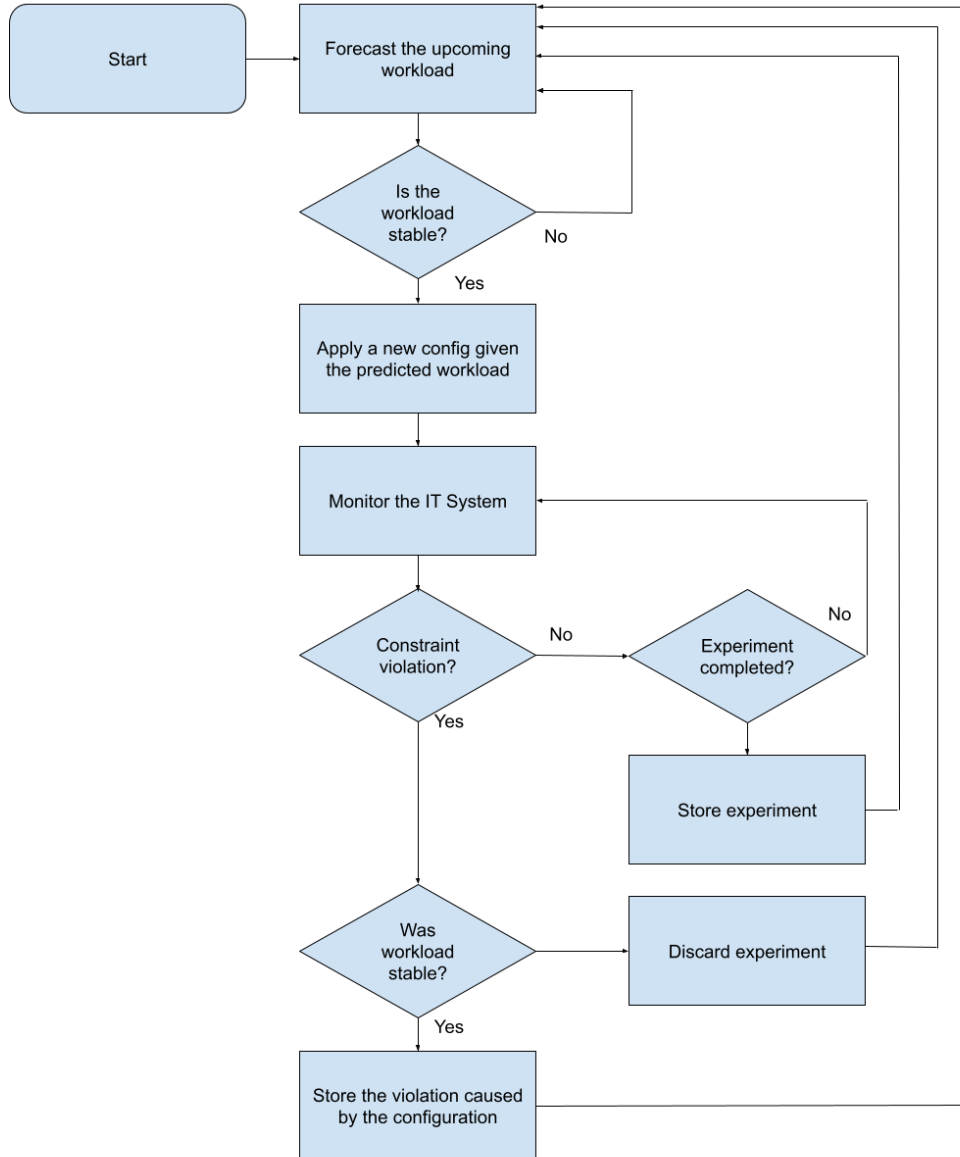 Start
Forecast the upcoming
workload
Is the
workload
stable?
No
Yes
Apply a new config given
the predicted workload
Monitor the IT System
Constraint
violation?
No
Experiment
completed?
No
Yes
Store experiment
Was
workload
stable?
Discard experiment
Yes
Store the violation caused
by the configuration